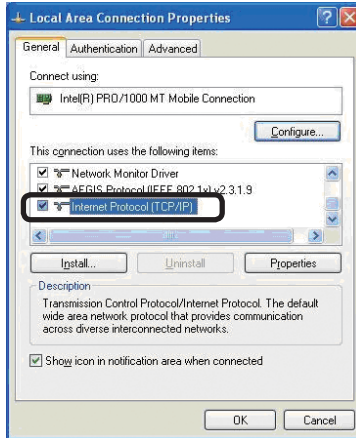 Local Area Connection Properties
General Authentication Advanced
Connect using:
Intel(R) PRO/1000 MT Mobile Connection
Configure...
This connection uses the following items:
Network Monitor Driver
AEGIS Protocol (IEEE 802.1x) v2.3.1.9
Internet Protocol (TCP/IP)
Install... Uninstall Properties
Description
Transmission Control Protocol/Internet Protocol. The default
wide area network protocol that provides communication
across diverse interconnected networks.
Show icon in notification area when connected
OK Cancel